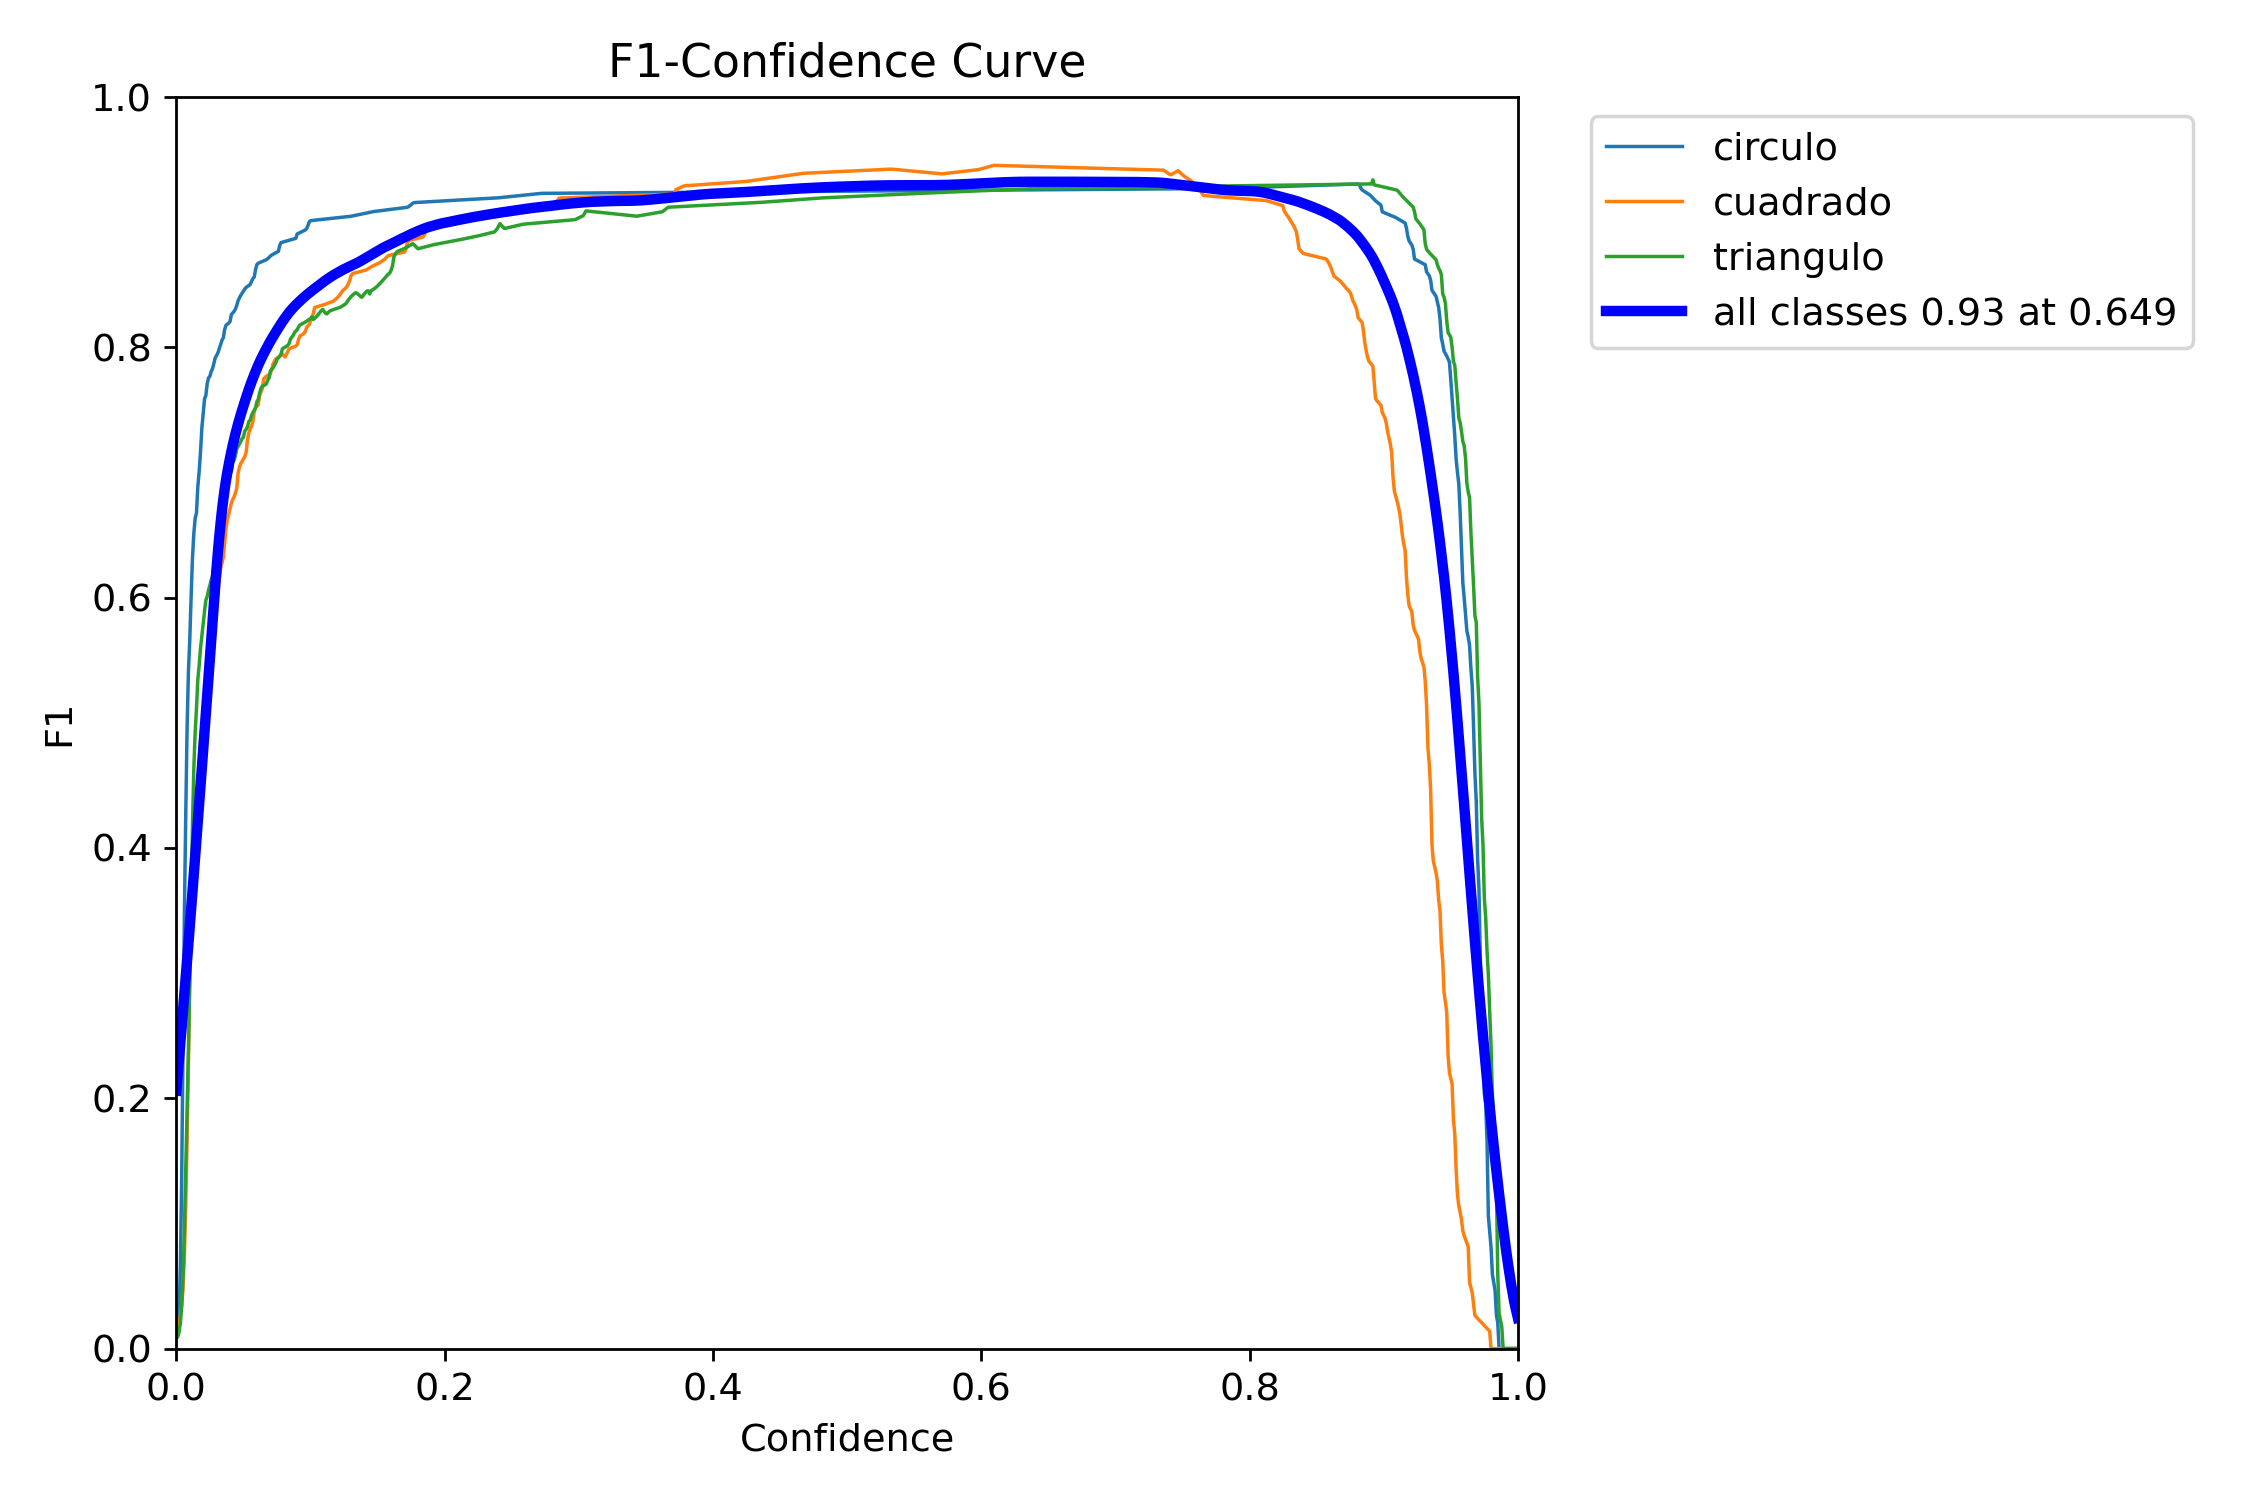 F1-Confidence Curve
1.0
0.8
0.6
0.4
0.2
0.0
F1
0.0 0.2 0.4 0.6 0.8 1.0
Confidence
circulo
cuadrado
triangulo
all classes 0.93 at 0.649